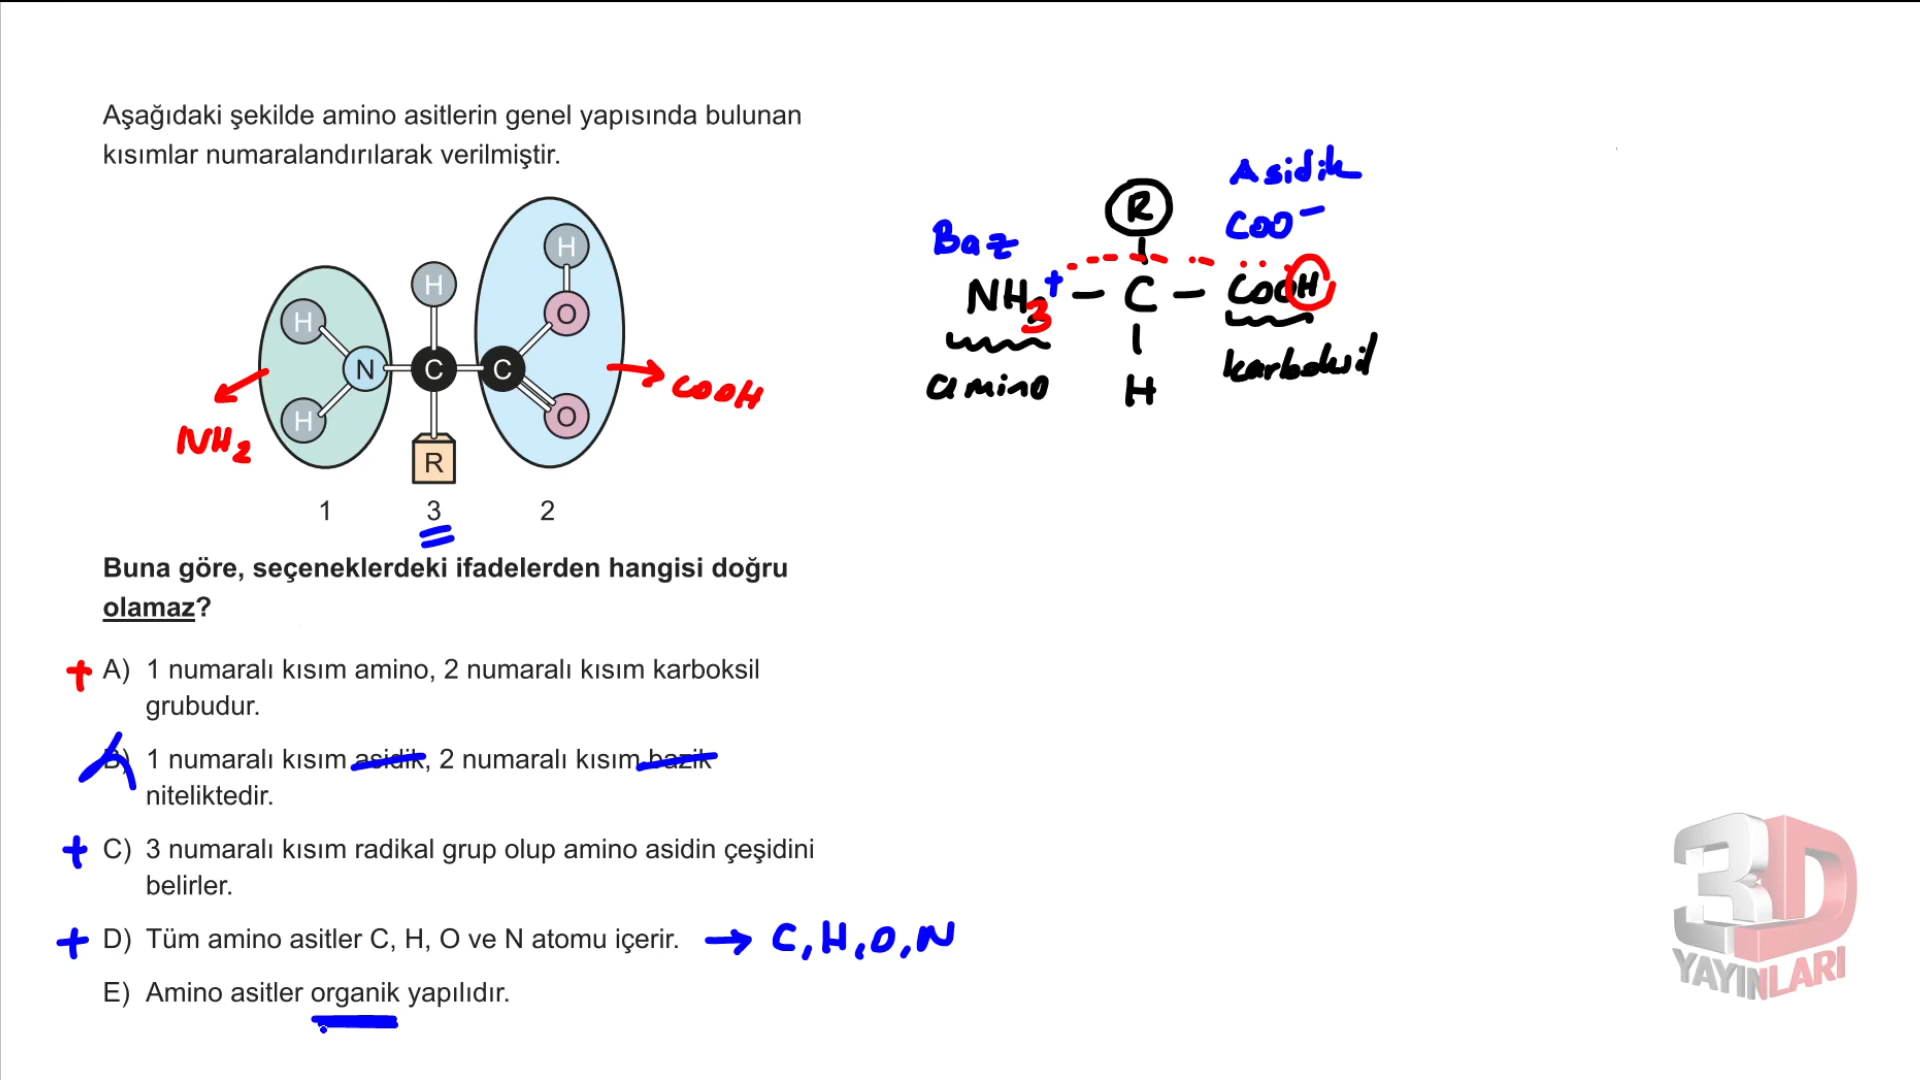 Aşağıdaki şekilde amino asitlerin genel yapısında bulunan
kısımlar numaralandırılarak verilmiştir.
H
H
H
H
N
C
C
O
O
R
NH2
COOH
1
3
2
R
Baz
Asidik
COO-
NH3+ - C - COOH
amino
H
karboksil
Buna göre, seçeneklerdeki ifadelerden hangisi doğru
olamaz?
+ A) 1 numaralı kısım amino, 2 numaralı kısım karboksil
grubudur.
B) 1 numaralı kısım asidik, 2 numaralı kısım bazik
niteliktedir.
+ C) 3 numaralı kısım radikal grup olup amino asidin çeşidini
belirler.
+ D) Tüm amino asitler C, H, O ve N atomu içerir. → C, H, O, N
E) Amino asitler organik yapılıdır.
3D
YAYINLARI